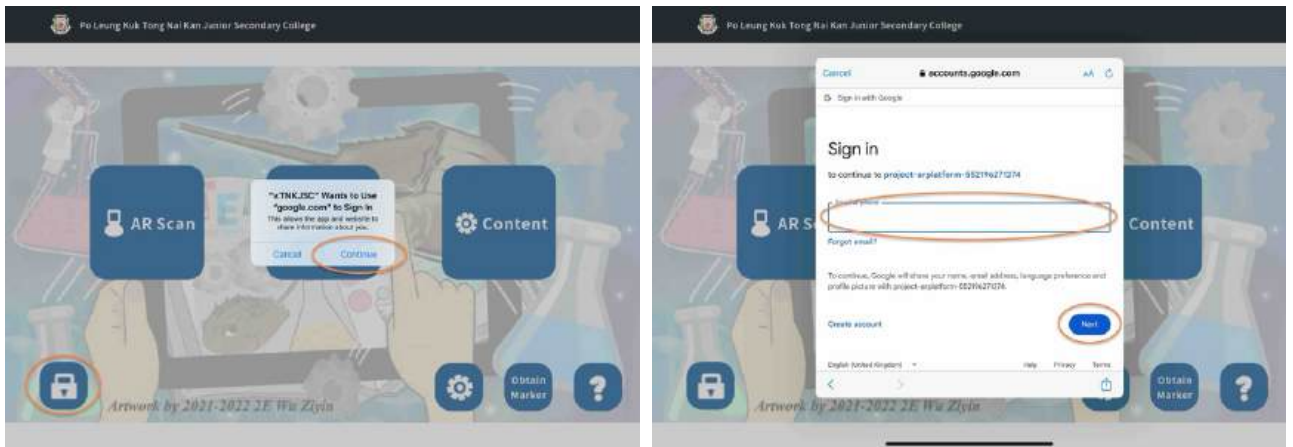 Po Leung Kuk Tong Nai Kan Junior Secondary College
"vTNKJSC" Wants to Use
"google.com" to Sign In
This allows the app and website to
share information about you.
Cancel Continue
AR Scan
Content
Obtain
Marker
?
Artwork by 2021-2022 2E Wu Ziyin
Po Leung Kuk Tong Nai Kan Junior Secondary College
Cancel accounts.google.com AA
Sign in with Google
Sign in
to continue to project-arplatform-552196271274
Email or phone
Forgot email?
To continue, Google will share your name, email address, language preference and
profile picture with project-arplatform-552196271274.
Create account
Next
English (United Kingdom) Help Privacy Terms
AR S
Content
Obtain
Marker
?
Artwork by 2021-2022 2E Wu Ziyin